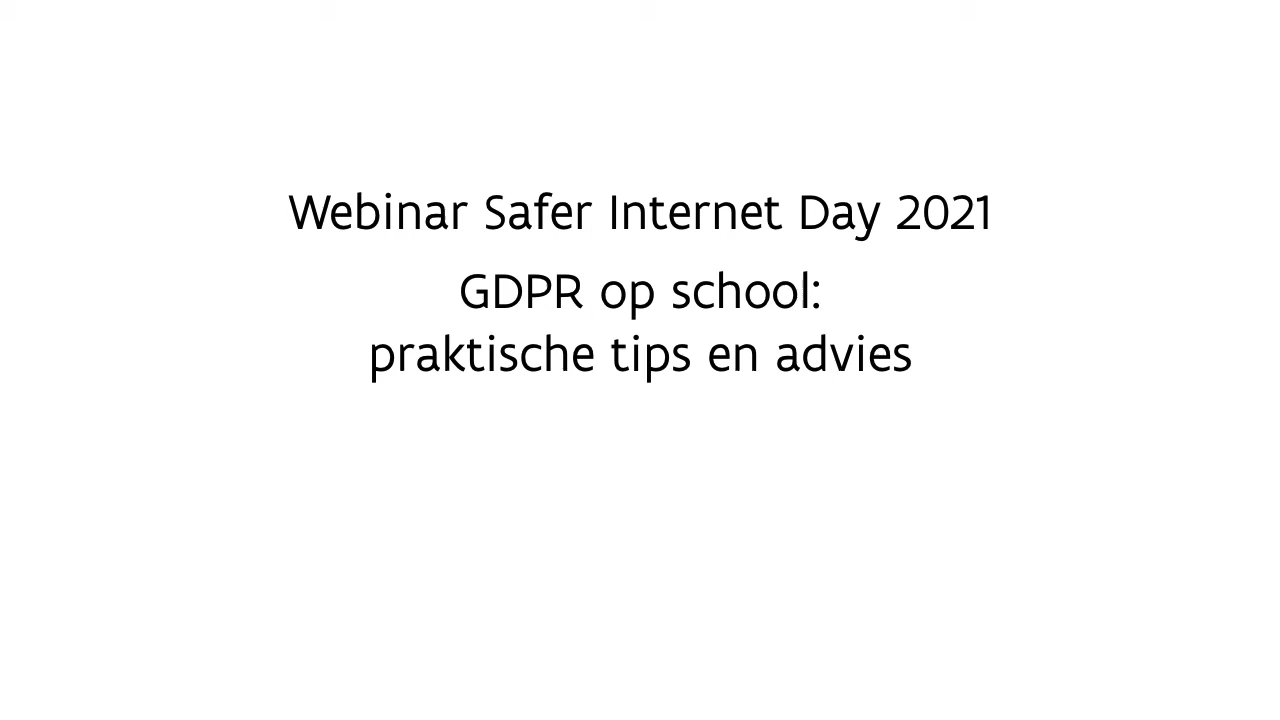 Webinar Safer Internet Day 2021
GDPR op school:
praktische tips en advies